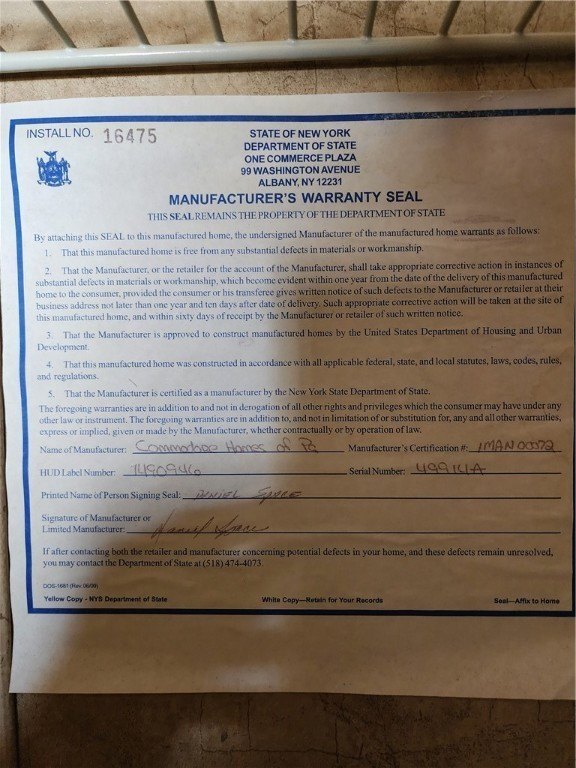 INSTALL NO. 16475
STATE OF NEW YORK
DEPARTMENT OF STATE
ONE COMMERCE PLAZA
99 WASHINGTON AVENUE
ALBANY, NY 12231
MANUFACTURER'S WARRANTY SEAL
THIS SEAL REMAINS THE PROPERTY OF THE DEPARTMENT OF STATE
By attaching this SEAL to this manufactured home, the undersigned Manufacturer of the manufactured home warrants as follows:
1. That this manufactured home is free from any substantial defects in materials or workmanship.
2. That the Manufacturer, or the retailer for the account of the Manufacturer, shall take appropriate corrective action in instances of
substantial defects in materials or workmanship, which become evident within one year from the date of the delivery of this manufactured
home to the consumer, provided the consumer or his transferee gives written notice of such defects to the Manufacturer or retailer at their
business address not later than one year and ten days after date of delivery. Such appropriate corrective action will be taken at the site of
this manufactured home, and within sixty days of receipt by the Manufacturer or retailer of such written notice.
3. That the Manufacturer is approved to construct manufactured homes by the United States Department of Housing and Urban
Development.
4. That this manufactured home was constructed in accordance with all applicable federal, state, and local statutes, laws, codes, rules,
and regulations.
5. That the Manufacturer is certified as a manufacturer by the New York State Department of State.
The foregoing warranties are in addition to and not in derogation of all other rights and privileges which the consumer may have under any
other law or instrument. The foregoing warranties are in addition to, and not in limitation of or substitution for, any and all other warranties,
express or implied, given or made by the Manufacturer, whether contractually or by operation of law.
Name of Manufacturer: Commodore Homes of Pa Manufacturer's Certification #: 1MAN00372
HUD Label Number: 1490946 Serial Number: 49914A
Printed Name of Person Signing Seal: DANIEL SPACE
Signature of Manufacturer or
Limited Manufacturer: Daniel Space
If after contacting both the retailer and manufacturer concerning potential defects in your home, and these defects remain unresolved,
you may contact the Department of State at (518) 474-4073.
DOS-1681 (Rev. 06/09)
Yellow Copy - NYS Department of State White Copy—Retain for Your Records Seal—Affix to Home